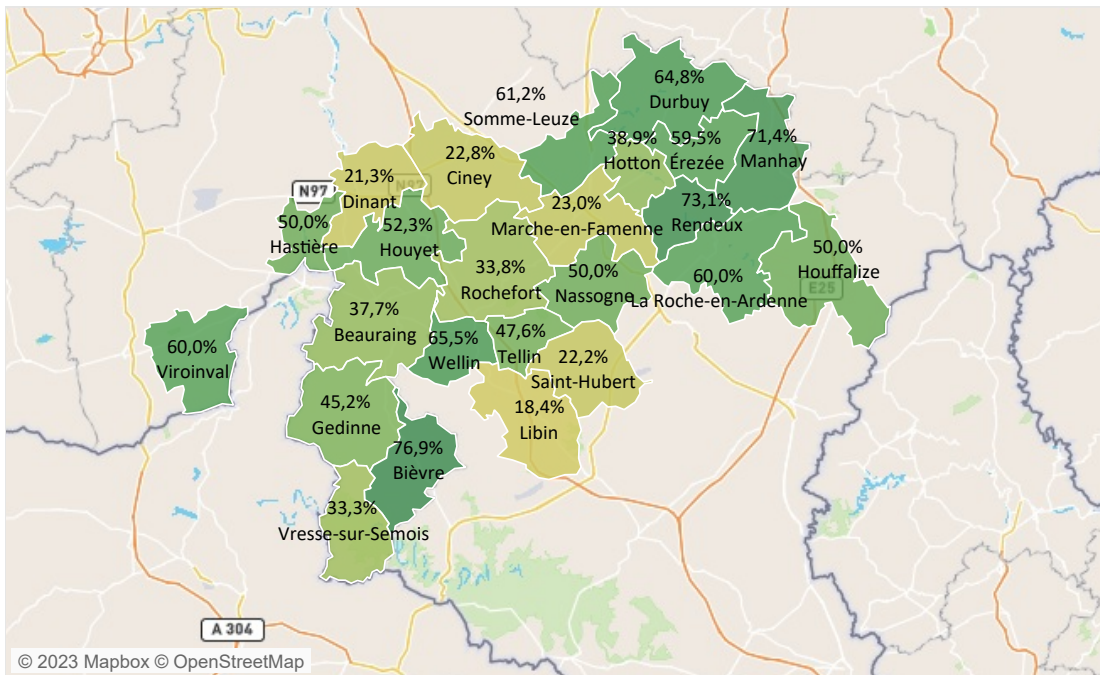 64,8%
Durbuy
61,2%
Somme-Leuze
38,9%
Hotton
59,5%
Érezée
71,4%
Manhay
22,8%
Ciney
21,3%
Dinant
N97
N97
50,0%
Hastière
52,3%
Houyet
23,0%
Marche-en-Famenne
73,1%
Rendeux
33,8%
Rochefort
50,0%
Nassogne
60,0%
La Roche-en-Ardenne
50,0%
Houffalize
E25
37,7%
Beauraing
65,5%
Wellin
47,6%
Tellin
22,2%
Saint-Hubert
60,0%
Viroinval
18,4%
Libin
45,2%
Gedinne
76,9%
Bièvre
33,3%
Vresse-sur-Semois
A 304
© 2023 Mapbox © OpenStreetMap